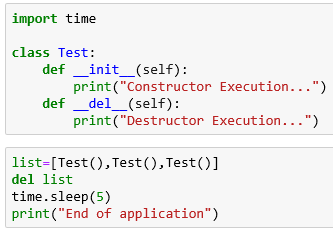 import time
class Test:
    def __init__(self):
        print("Constructor Execution...")
    def __del__(self):
        print("Destructor Execution...")
list=[Test(),Test(),Test()]
del list
time.sleep(5)
print("End of application")